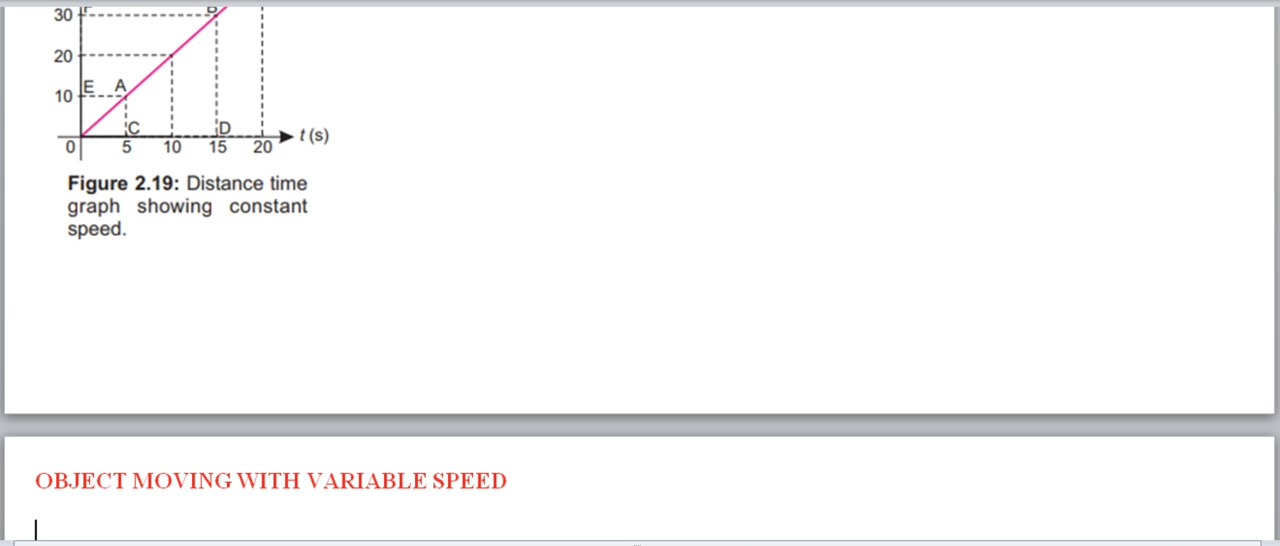 30 F B
20
E A
10
C D
t (s)
0 5 10 15 20
Figure 2.19: Distance time
graph showing constant
speed.
OBJECT MOVING WITH VARIABLE SPEED